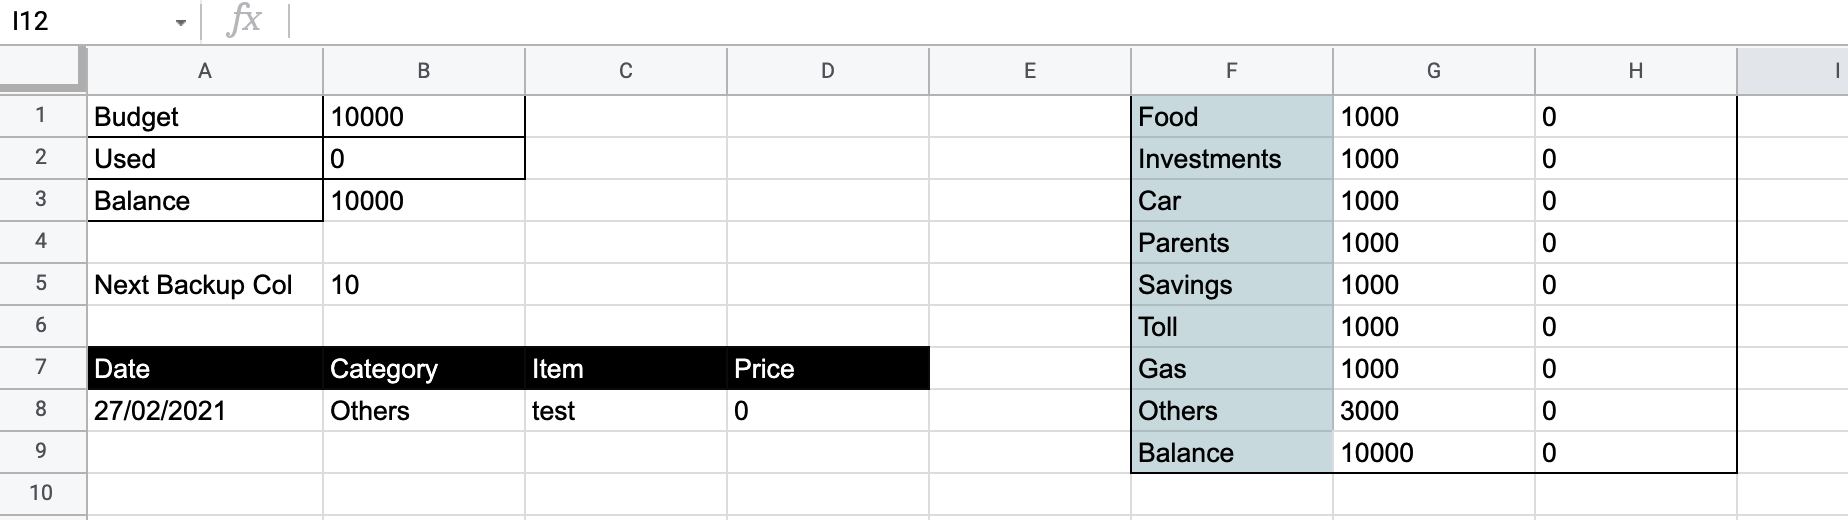 I12 fx
A B C D E F G H I
1 Budget 10000 Food 1000 0
2 Used 0 Investments 1000 0
3 Balance 10000 Car 1000 0
4 Parents 1000 0
5 Next Backup Col 10 Savings 1000 0
6 Toll 1000 0
7 Date Category Item Price Gas 1000 0
8 27/02/2021 Others test 0 Others 3000 0
9 Balance 10000 0
10